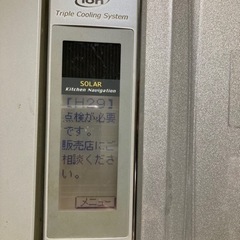 ion
Triple Cooling System
SOLAR
Kitchen Navigation
[H29]
点検が必要
です。
販売店にご
相談くださ
い。
メニュー